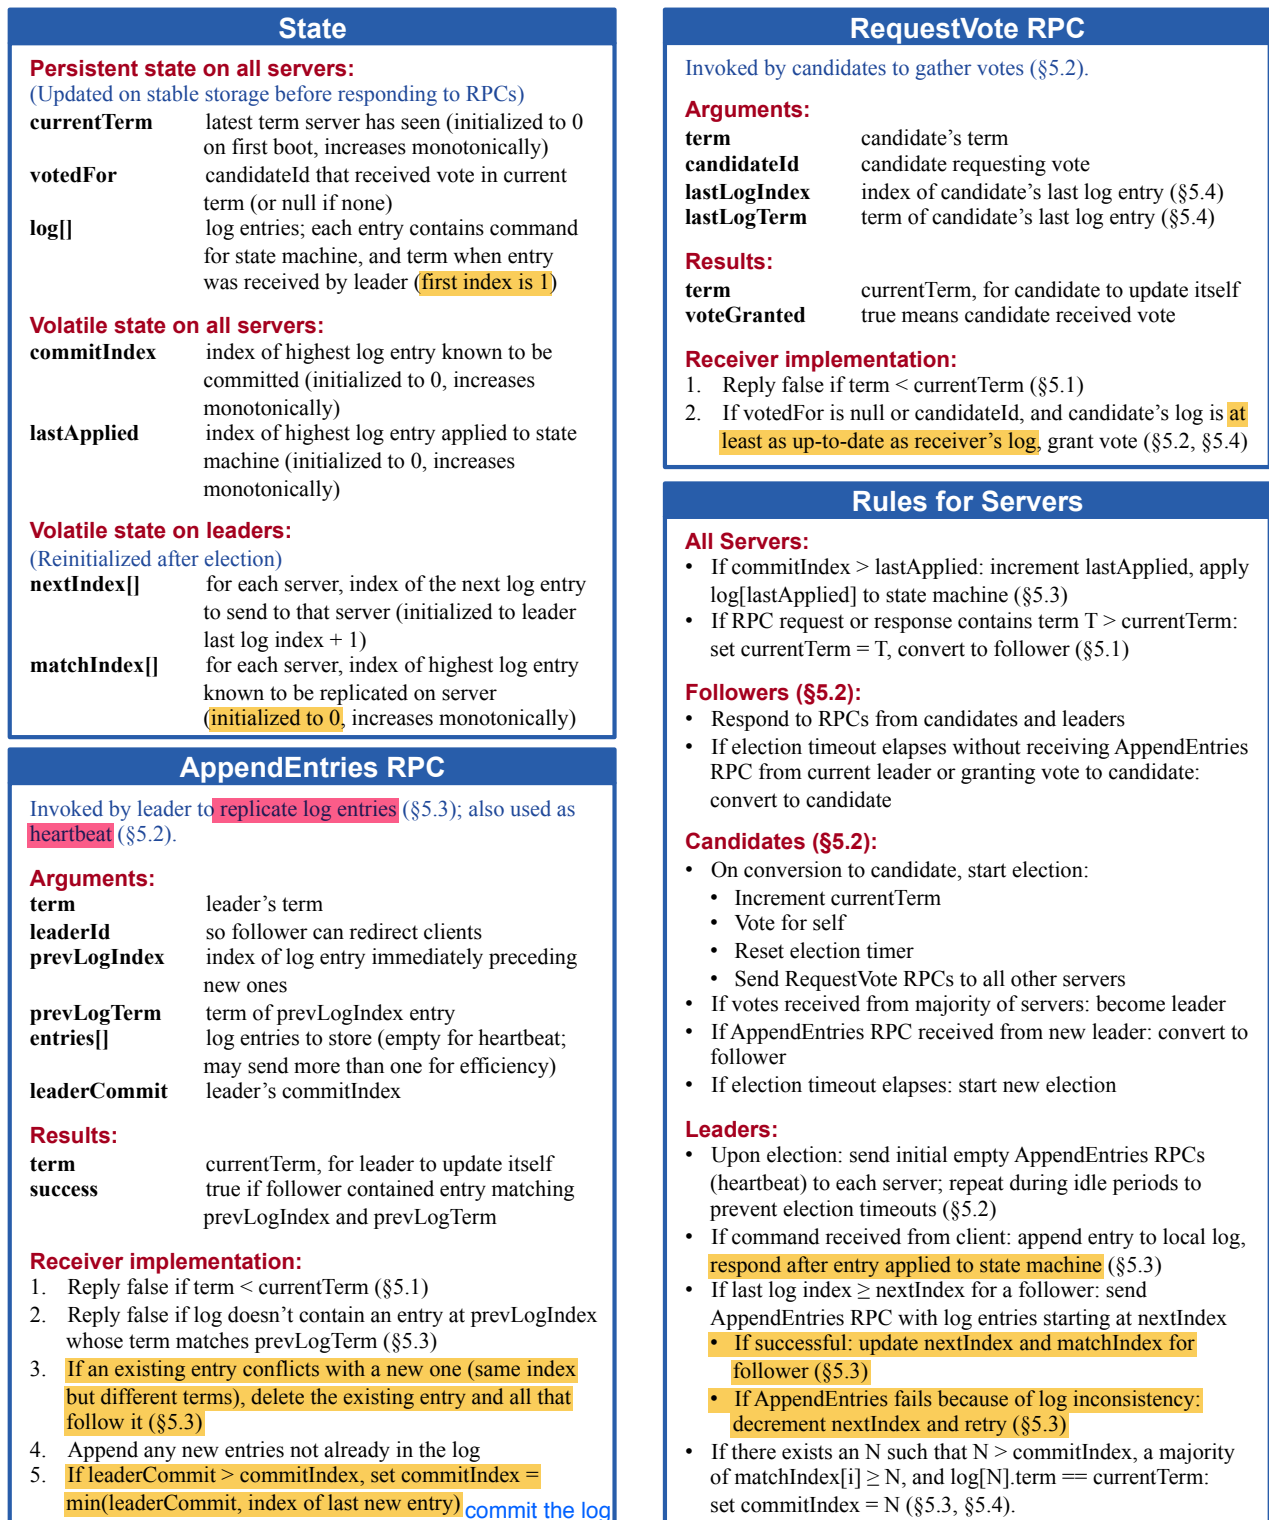 State
Persistent state on all servers:
(Updated on stable storage before responding to RPCs)
currentTerm latest term server has seen (initialized to 0
on first boot, increases monotonically)
votedFor candidateId that received vote in current
term (or null if none)
log[] log entries; each entry contains command
for state machine, and term when entry
was received by leader (first index is 1)
Volatile state on all servers:
commitIndex index of highest log entry known to be
committed (initialized to 0, increases
monotonically)
lastApplied index of highest log entry applied to state
machine (initialized to 0, increases
monotonically)
Volatile state on leaders:
(Reinitialized after election)
nextIndex[] for each server, index of the next log entry
to send to that server (initialized to leader
last log index + 1)
matchIndex[] for each server, index of highest log entry
known to be replicated on server
(initialized to 0, increases monotonically)
AppendEntries RPC
Invoked by leader to replicate log entries (§5.3); also used as
heartbeat (§5.2).
Arguments:
term leader’s term
leaderId so follower can redirect clients
prevLogIndex index of log entry immediately preceding
new ones
prevLogTerm term of prevLogIndex entry
entries[] log entries to store (empty for heartbeat;
may send more than one for efficiency)
leaderCommit leader’s commitIndex
Results:
term currentTerm, for leader to update itself
success true if follower contained entry matching
prevLogIndex and prevLogTerm
Receiver implementation:
1. Reply false if term < currentTerm (§5.1)
2. Reply false if log doesn’t contain an entry at prevLogIndex
whose term matches prevLogTerm (§5.3)
3. If an existing entry conflicts with a new one (same index
but different terms), delete the existing entry and all that
follow it (§5.3)
4. Append any new entries not already in the log
5. If leaderCommit > commitIndex, set commitIndex =
min(leaderCommit, index of last new entry) commit the log
RequestVote RPC
Invoked by candidates to gather votes (§5.2).
Arguments:
term candidate’s term
candidateId candidate requesting vote
lastLogIndex index of candidate’s last log entry (§5.4)
lastLogTerm term of candidate’s last log entry (§5.4)
Results:
term currentTerm, for candidate to update itself
voteGranted true means candidate received vote
Receiver implementation:
1. Reply false if term < currentTerm (§5.1)
2. If votedFor is null or candidateId, and candidate’s log is at
least as up-to-date as receiver’s log, grant vote (§5.2, §5.4)
Rules for Servers
All Servers:
• If commitIndex > lastApplied: increment lastApplied, apply
log[lastApplied] to state machine (§5.3)
• If RPC request or response contains term T > currentTerm:
set currentTerm = T, convert to follower (§5.1)
Followers (§5.2):
• Respond to RPCs from candidates and leaders
• If election timeout elapses without receiving AppendEntries
RPC from current leader or granting vote to candidate:
convert to candidate
Candidates (§5.2):
• On conversion to candidate, start election:
• Increment currentTerm
• Vote for self
• Reset election timer
• Send RequestVote RPCs to all other servers
• If votes received from majority of servers: become leader
• If AppendEntries RPC received from new leader: convert to
follower
• If election timeout elapses: start new election
Leaders:
• Upon election: send initial empty AppendEntries RPCs
(heartbeat) to each server; repeat during idle periods to
prevent election timeouts (§5.2)
• If command received from client: append entry to local log,
respond after entry applied to state machine (§5.3)
• If last log index ≥ nextIndex for a follower: send
AppendEntries RPC with log entries starting at nextIndex
• If successful: update nextIndex and matchIndex for
follower (§5.3)
• If AppendEntries fails because of log inconsistency:
decrement nextIndex and retry (§5.3)
• If there exists an N such that N > commitIndex, a majority
of matchIndex[i] ≥ N, and log[N].term == currentTerm:
set commitIndex = N (§5.3, §5.4).